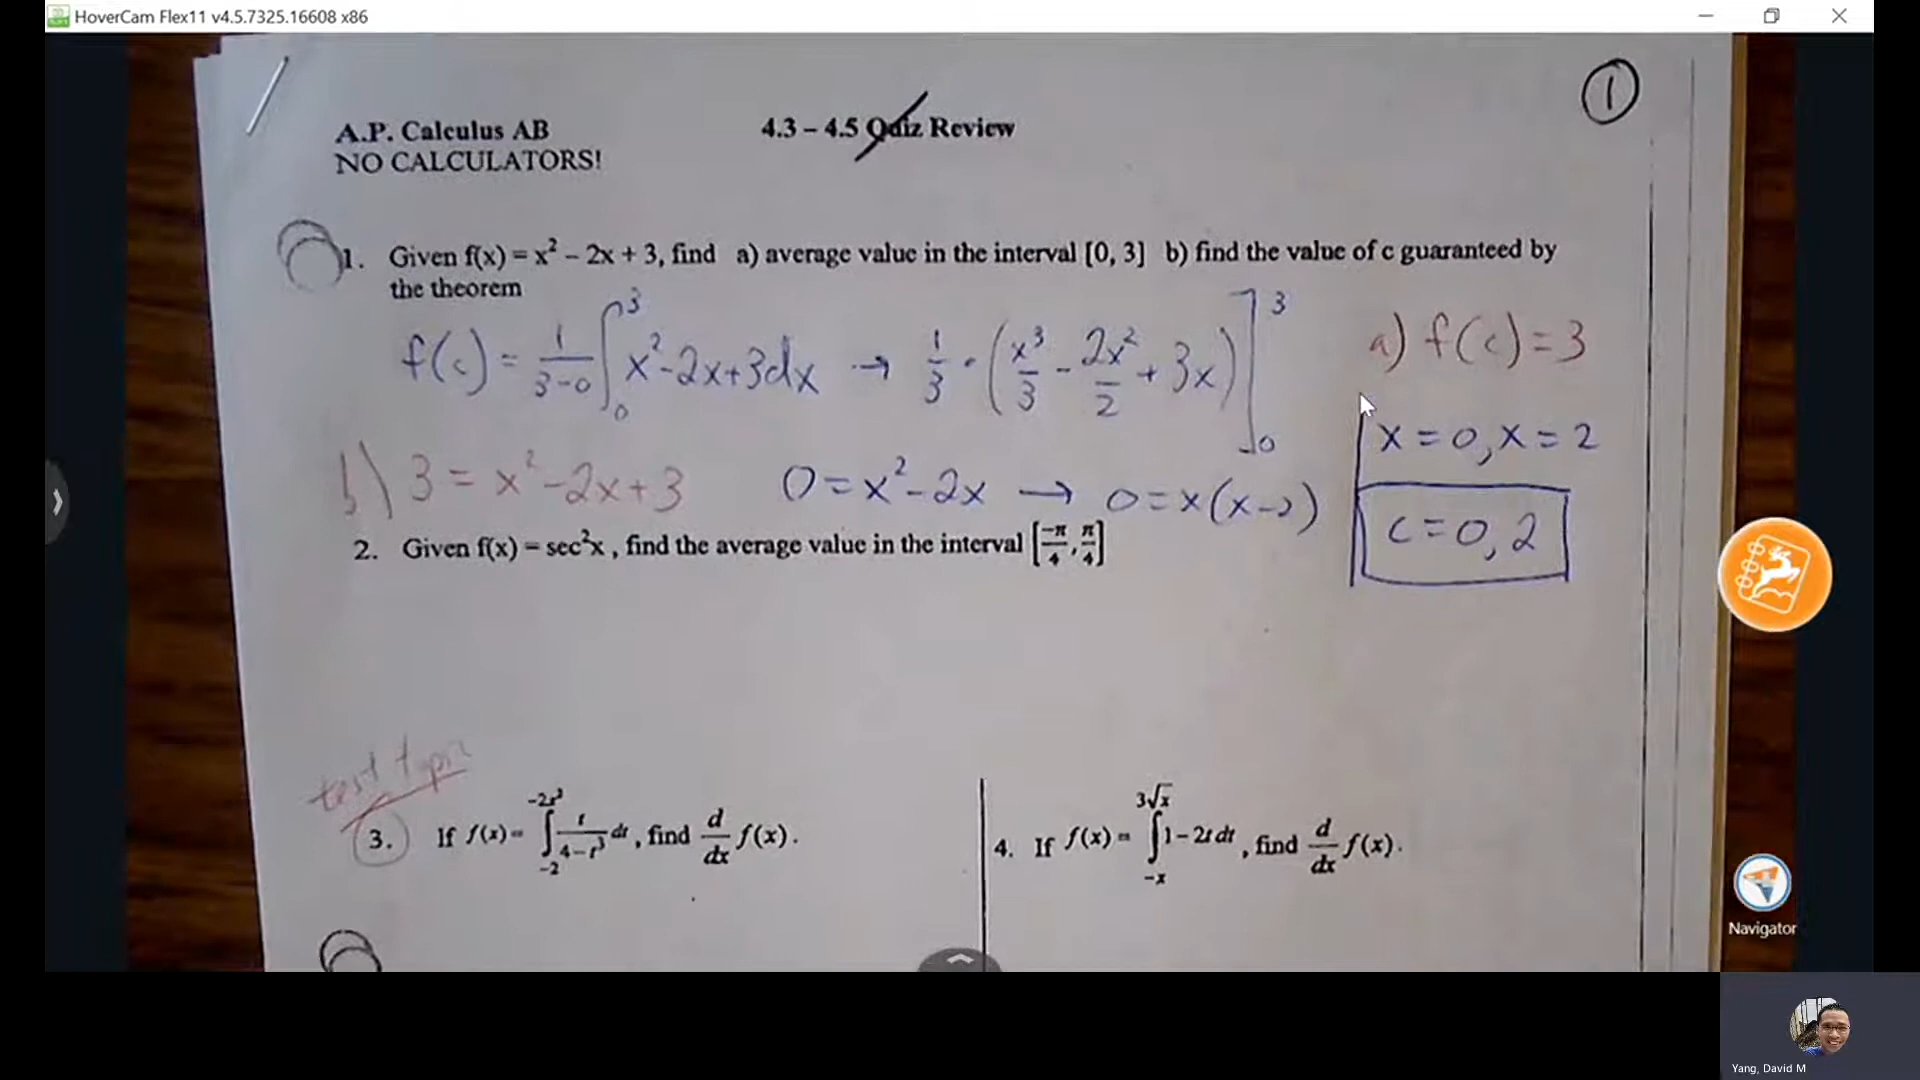 HoverCam Flex11 v4.5.7325.16608 x86
1
A.P. Calculus AB
4.3 – 4.5 Quiz Review
NO CALCULATORS!
1. Given f(x) = x² – 2x + 3, find a) average value in the interval [0, 3] b) find the value of c guaranteed by
the theorem
f(c) = 1/(3-0) ∫₀³ x²-2x+3dx → 1/3 · (x³/3 - 2x²/2 + 3x)]₀³
a) f(c)=3
x=0, x=2
b) 3 = x²-2x+3
0=x²-2x → 0=x(x-2)
c=0, 2
2. Given f(x) = sec²x , find the average value in the interval [-π/4, π/4]
test topic
3. If f(x) = ∫₋₂^(-2x³) t/(4-t³) dt , find d/dx f(x).
4. If f(x) = ∫₋ₓ^(3√x) 1-2t dt , find d/dx f(x).
Navigator
Yang, David M